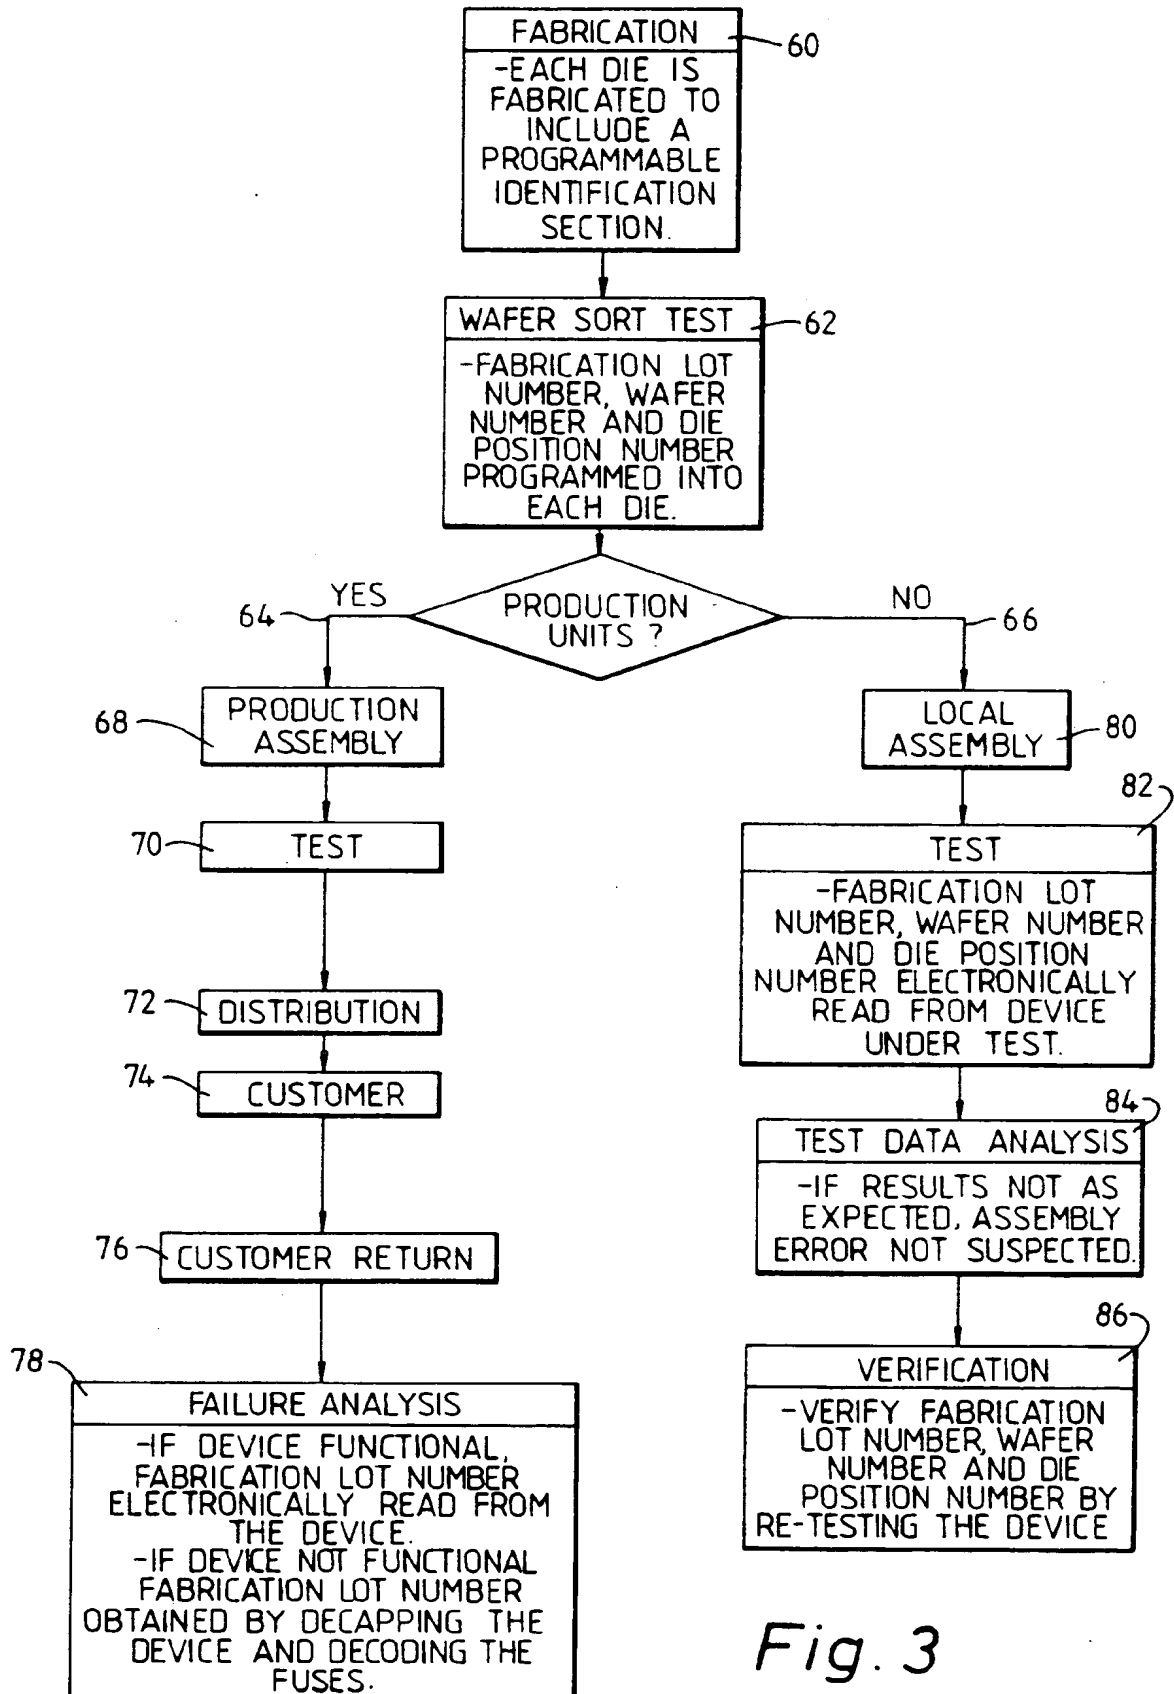 FABRICATION
60
-EACH DIE IS
FABRICATED TO
INCLUDE A
PROGRAMMABLE
IDENTIFICATION
SECTION.
WAFER SORT TEST
62
-FABRICATION LOT
NUMBER, WAFER
NUMBER AND DIE
POSITION NUMBER
PROGRAMMED INTO
EACH DIE.
PRODUCTION
UNITS ?
YES
64
NO
66
68
PRODUCTION
ASSEMBLY
70
TEST
72
DISTRIBUTION
74
CUSTOMER
76
CUSTOMER RETURN
78
FAILURE ANALYSIS
-IF DEVICE FUNCTIONAL,
FABRICATION LOT NUMBER
ELECTRONICALLY READ FROM
THE DEVICE.
-IF DEVICE NOT FUNCTIONAL
FABRICATION LOT NUMBER
OBTAINED BY DECAPPING THE
DEVICE AND DECODING THE
FUSES.
LOCAL
ASSEMBLY
80
82
TEST
-FABRICATION LOT
NUMBER, WAFER NUMBER
AND DIE POSITION
NUMBER ELECTRONICALLY
READ FROM DEVICE
UNDER TEST.
84
TEST DATA ANALYSIS
-IF RESULTS NOT AS
EXPECTED, ASSEMBLY
ERROR NOT SUSPECTED.
86
VERIFICATION
-VERIFY FABRICATION
LOT NUMBER, WAFER
NUMBER AND DIE
POSITION NUMBER BY
RE-TESTING THE DEVICE
Fig. 3